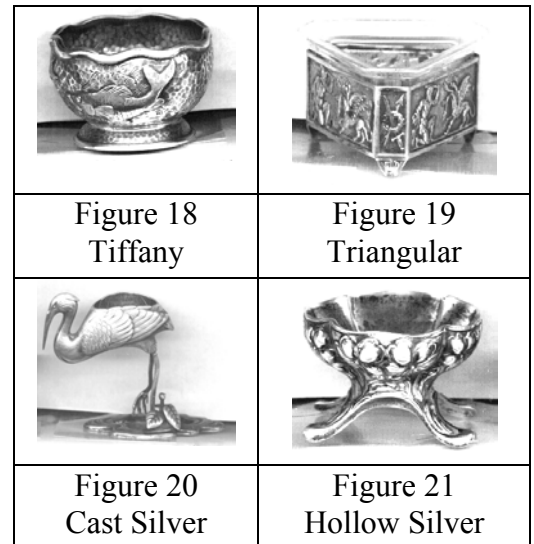 Figure 18
Tiffany
Figure 19
Triangular
Figure 20
Cast Silver
Figure 21
Hollow Silver